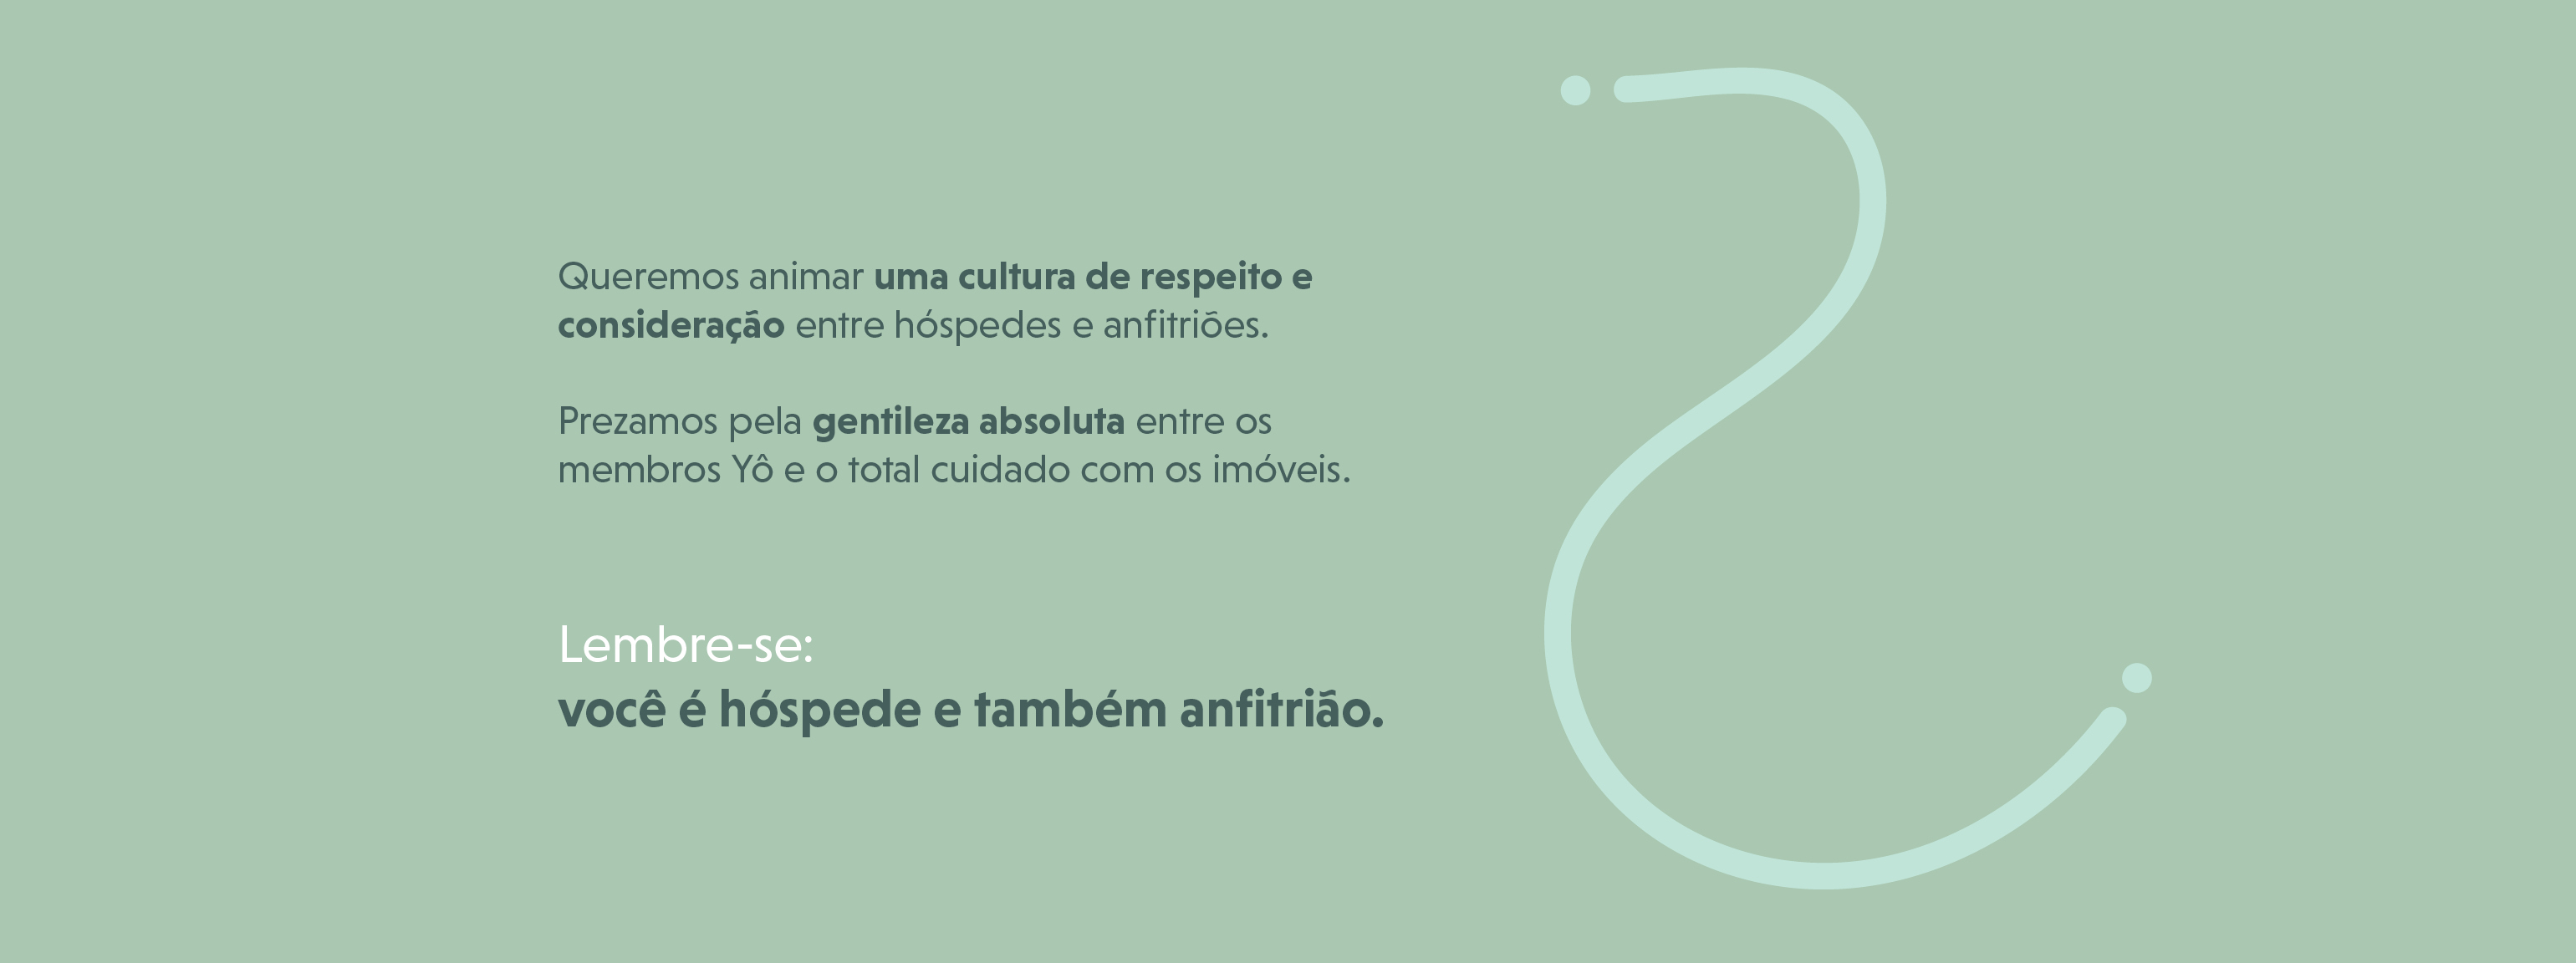 Queremos animar uma cultura de respeito e
consideração entre hóspedes e anfitriões.
Prezamos pela gentileza absoluta entre os
membros Yô e o total cuidado com os imóveis.
Lembre-se:
você é hóspede e também anfitrião.